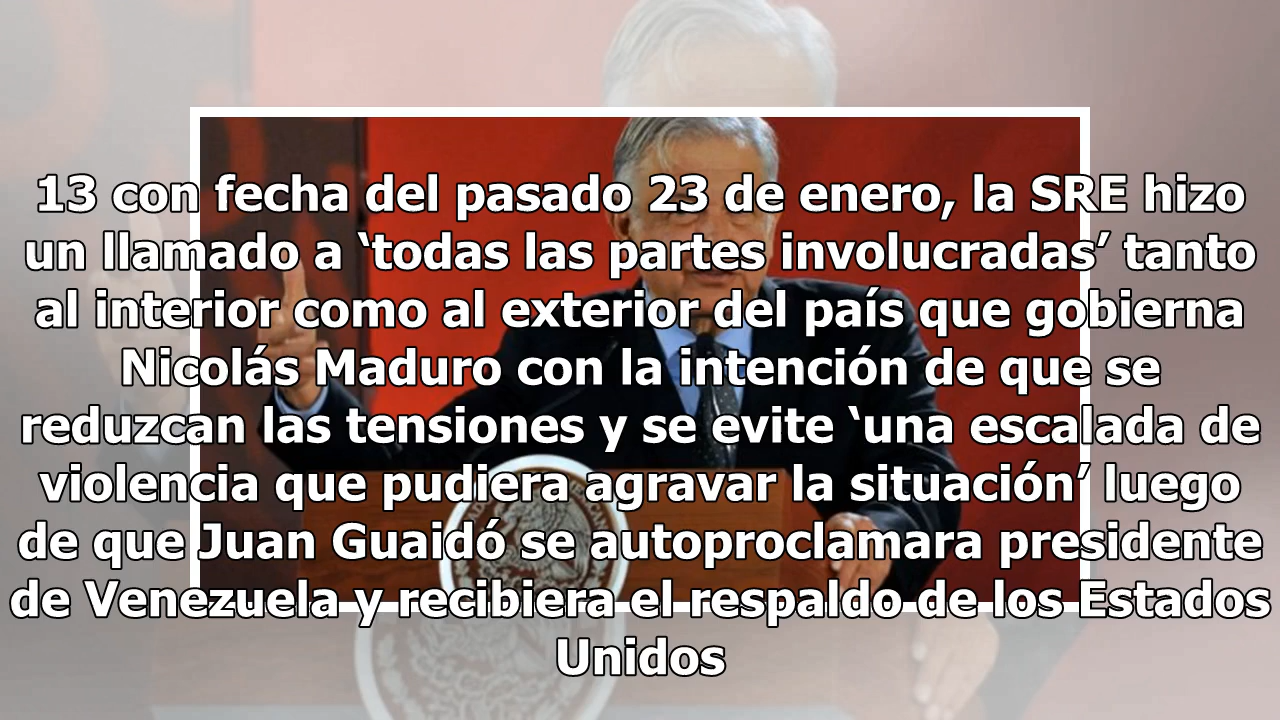 13 con fecha del pasado 23 de enero, la SRE hizo
un llamado a ‘todas las partes involucradas’ tanto
al interior como al exterior del país que gobierna
Nicolás Maduro con la intención de que se
reduzcan las tensiones y se evite ‘una escalada de
violencia que pudiera agravar la situación’ luego
de que Juan Guaidó se autoproclamara presidente
de Venezuela y recibiera el respaldo de los Estados
Unidos